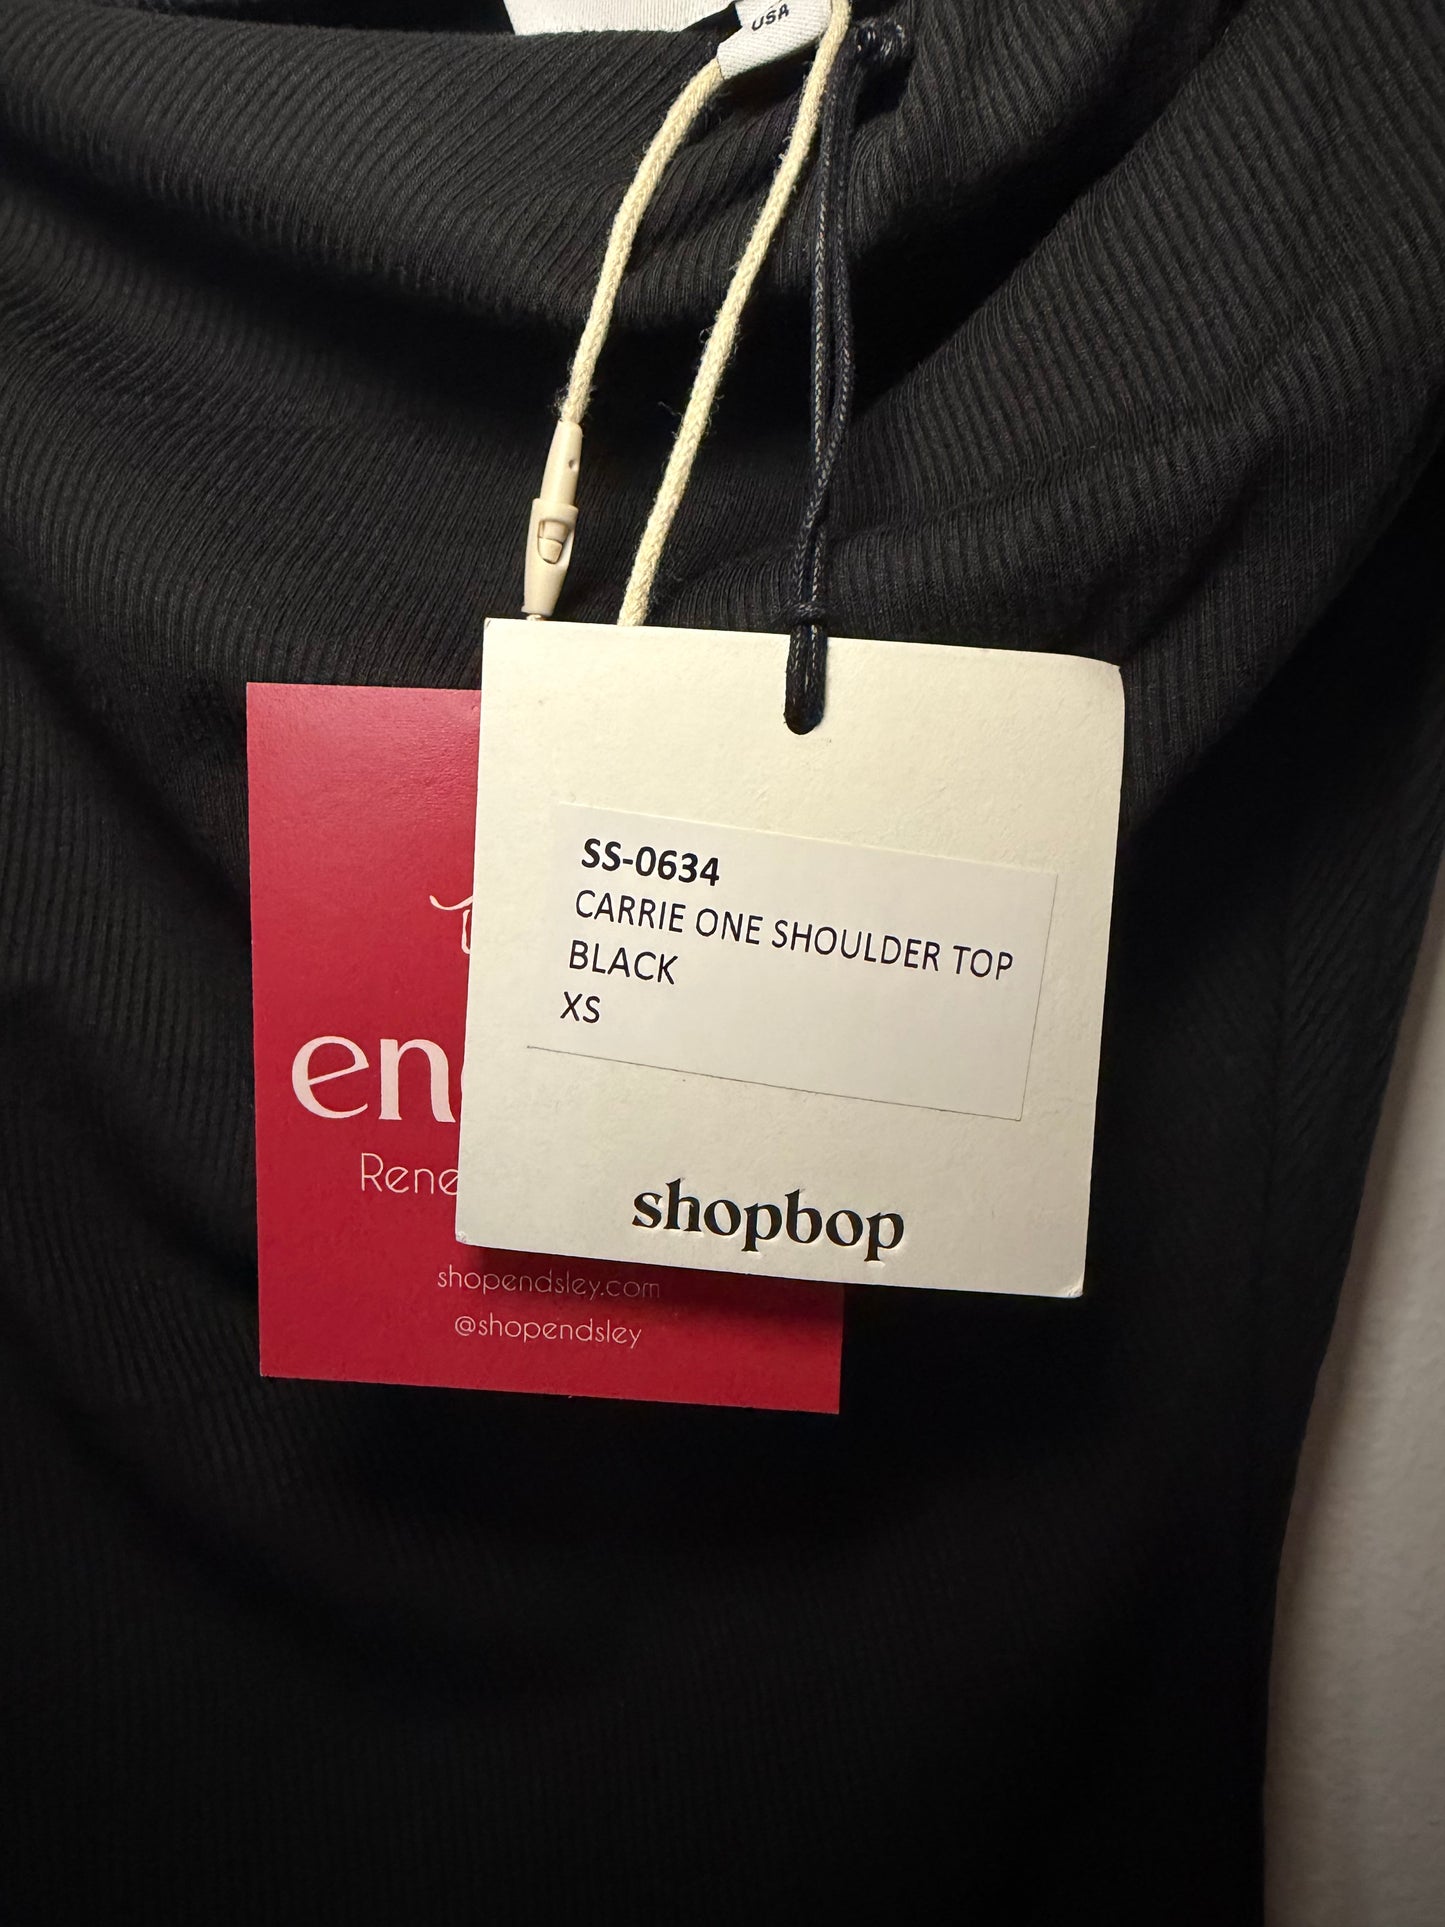 USA
SS-0634
CARRIE ONE SHOULDER TOP
BLACK
XS
shopbop
en
Rene
shopendsley.com
@shopendsley